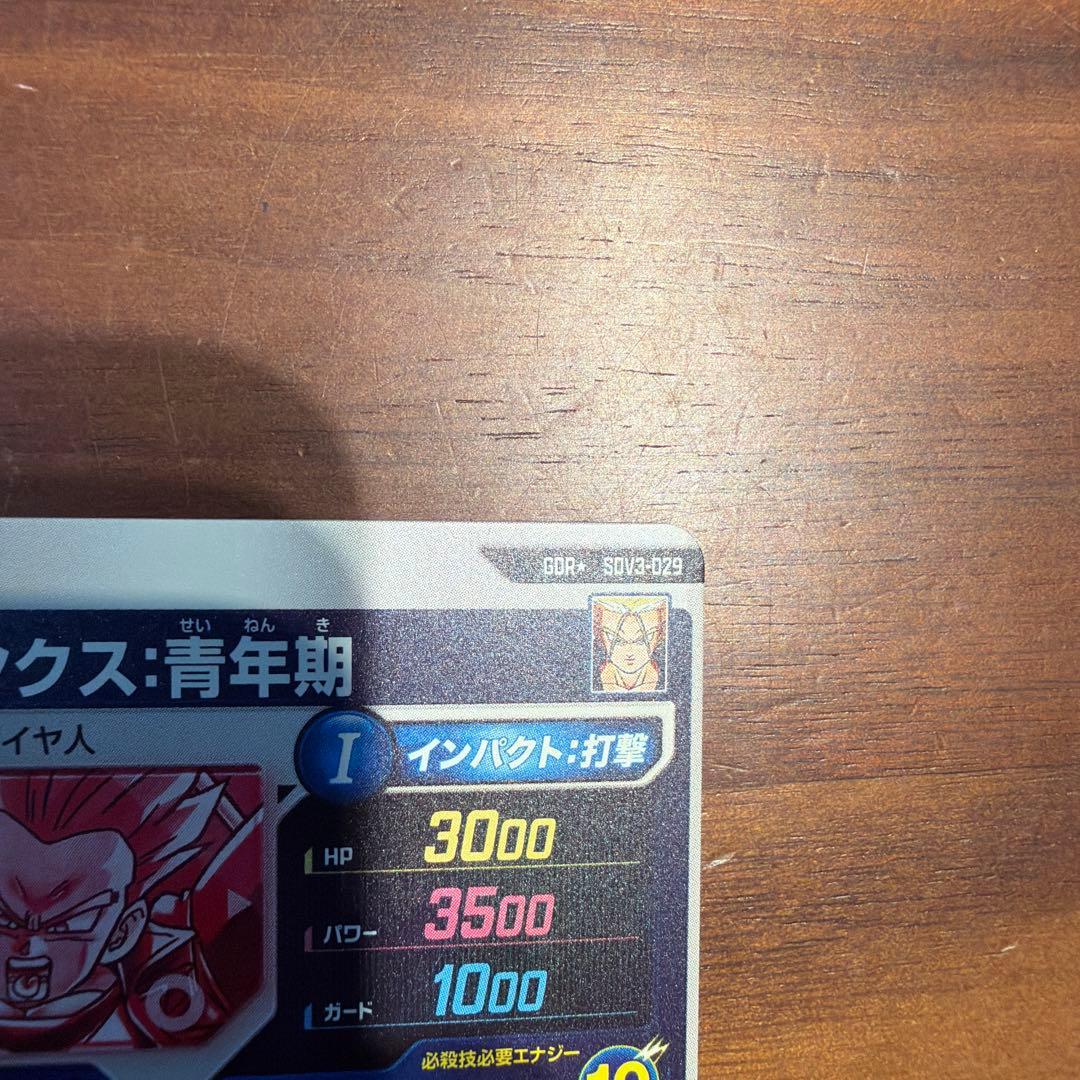 GDR★ SDV3-029
せい ねん き
ンクス:青年期
イヤ人
I インパクト:打撃
HP 3000
パワー 3500
ガード 1000
必殺技必要エナジー